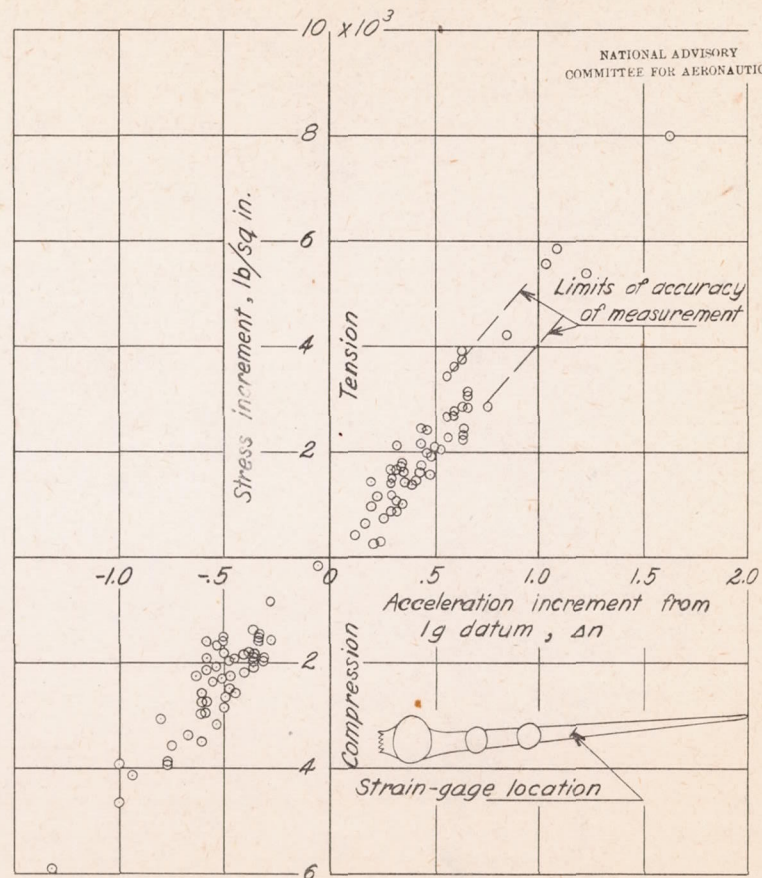 10 x 10³
NATIONAL ADVISORY
COMMITTEE FOR AERONAUTIC
8
6
4
2
Stress increment, lb/sq in.
Tension
Limits of accuracy
of measurement
-1.0
-.5
0
.5
1.0
1.5
2.0
Acceleration increment from
1g datum, Δn
Compression
2
4
6
Strain-gage location